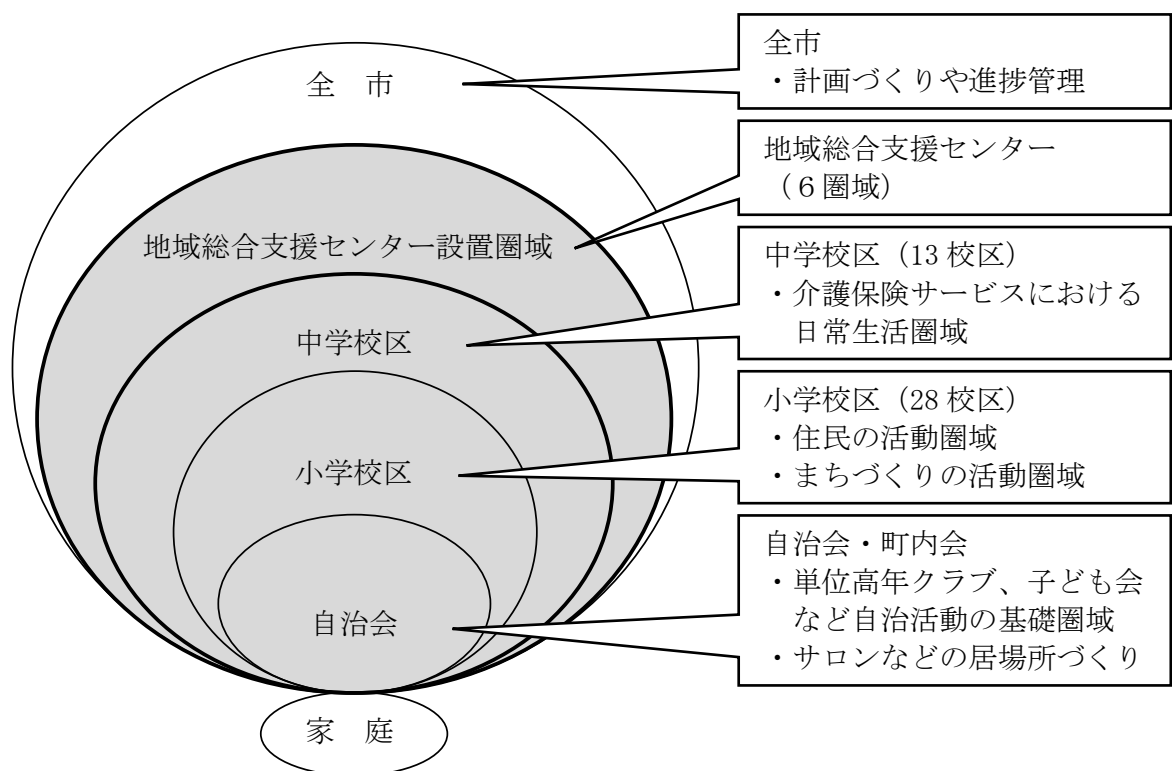 全　市
地域総合支援センター設置圏域
中学校区
小学校区
自治会
家　庭
全市
・計画づくりや進捗管理
地域総合支援センター
（６圏域）
中学校区（13 校区）
・介護保険サービスにおける
日常生活圏域
小学校区（28 校区）
・住民の活動圏域
・まちづくりの活動圏域
自治会・町内会
・単位高年クラブ、子ども会
など自治活動の基礎圏域
・サロンなどの居場所づくり